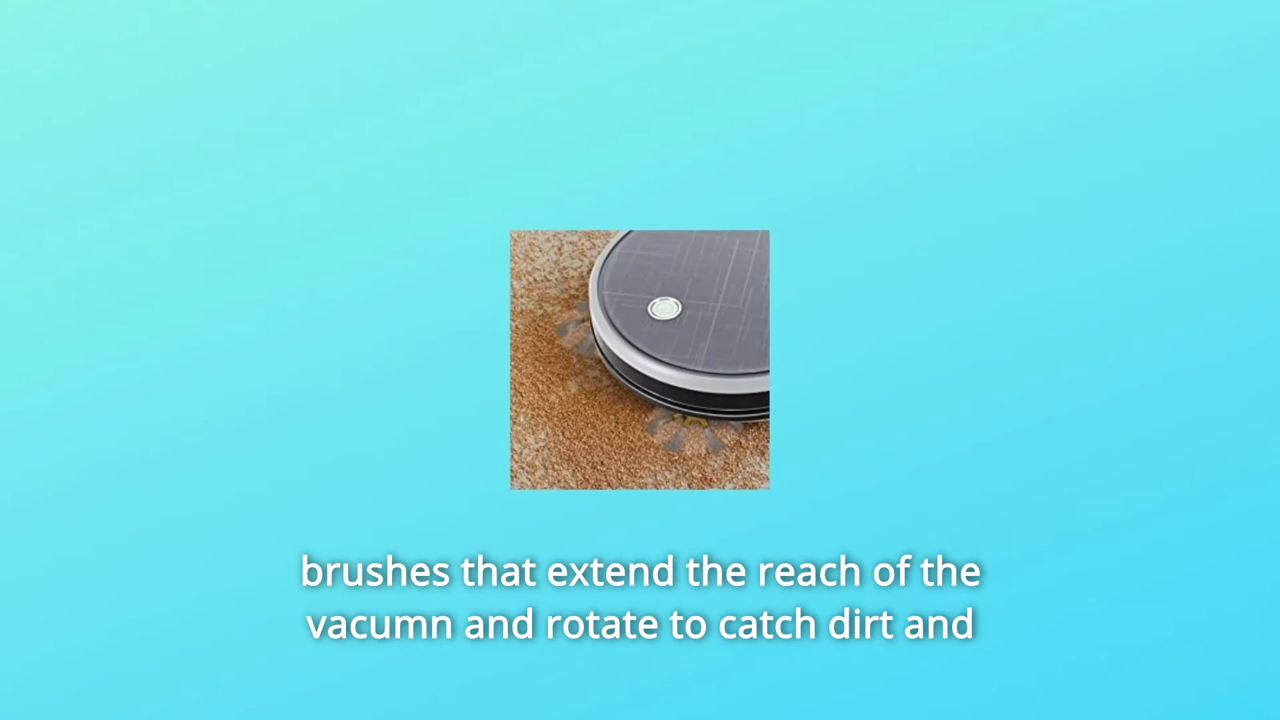 brushes that extend the reach of the
vacumn and rotate to catch dirt and